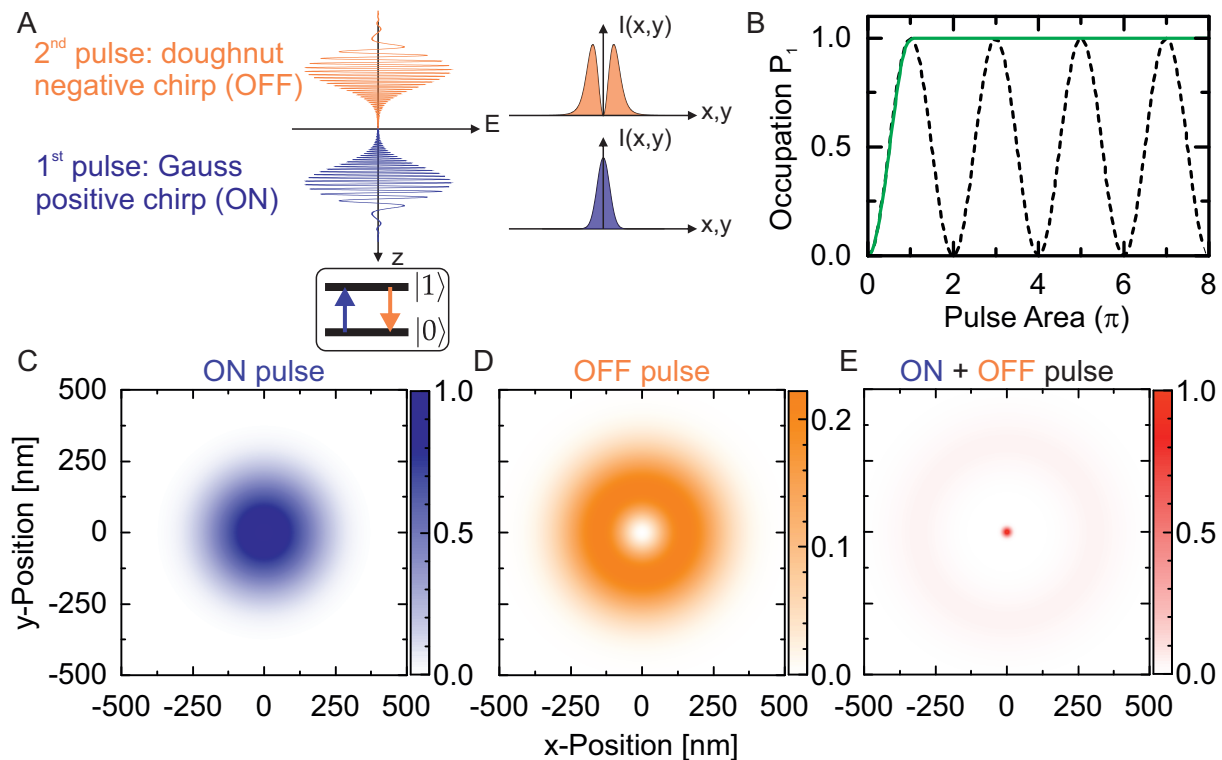 A
2nd pulse: doughnut
negative chirp (OFF)
1st pulse: Gauss
positive chirp (ON)
E
z
|1⟩
|0⟩
I(x,y)
x,y
I(x,y)
x,y
B
Occupation P1
1.0
0.5
0.0
0 2 4 6 8
Pulse Area (π)
C
ON pulse
y-Position [nm]
500
250
0
-250
-500
-500 -250 0 250 500
1.0
0.5
0.0
D
OFF pulse
-500 -250 0 250 500
0.2
0.1
0.0
x-Position [nm]
E
ON + OFF pulse
-500 -250 0 250 500
1.0
0.5
0.0